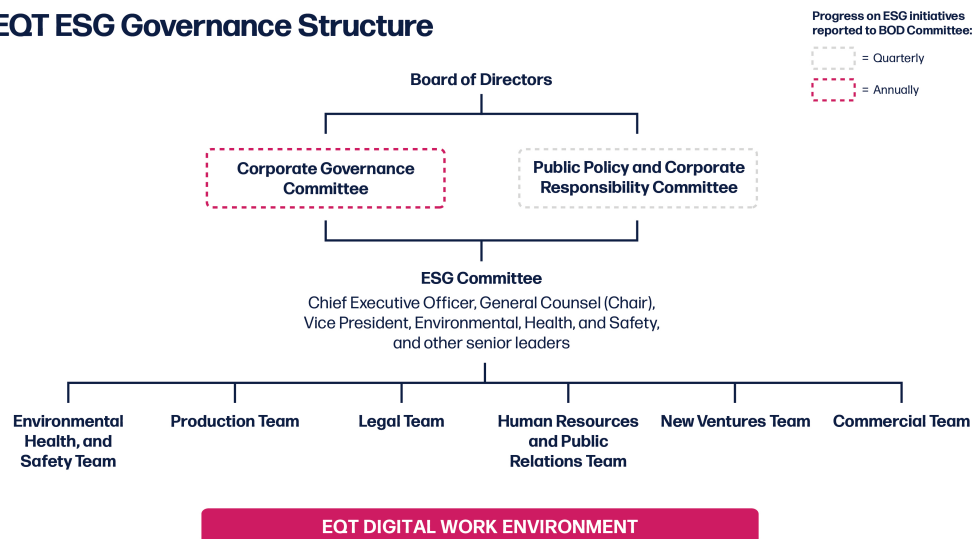 EQT ESG Governance Structure
Progress on ESG initiatives
reported to BOD Committee:
= Quarterly
= Annually
Board of Directors
Corporate Governance
Committee
Public Policy and Corporate
Responsibility Committee
ESG Committee
Chief Executive Officer, General Counsel (Chair),
Vice President, Environmental, Health, and Safety,
and other senior leaders
Environmental
Health, and
Safety Team
Production Team
Legal Team
Human Resources
and Public
Relations Team
New Ventures Team
Commercial Team
EQT DIGITAL WORK ENVIRONMENT